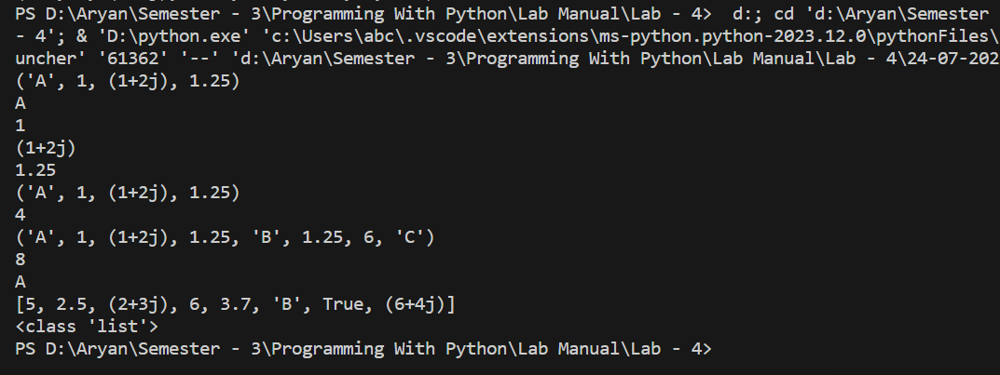 PS D:\Aryan\Semester - 3\Programming With Python\Lab Manual\Lab - 4>  d:; cd 'd:\Aryan\Semester
- 4'; & 'D:\python.exe' 'c:\Users\abc\.vscode\extensions\ms-python.python-2023.12.0\pythonFiles\
uncher' '61362' '--' 'd:\Aryan\Semester - 3\Programming With Python\Lab Manual\Lab - 4\24-07-202
('A', 1, (1+2j), 1.25)
A
1
(1+2j)
1.25
('A', 1, (1+2j), 1.25)
4
('A', 1, (1+2j), 1.25, 'B', 1.25, 6, 'C')
8
A
[5, 2.5, (2+3j), 6, 3.7, 'B', True, (6+4j)]
<class 'list'>
PS D:\Aryan\Semester - 3\Programming With Python\Lab Manual\Lab - 4>